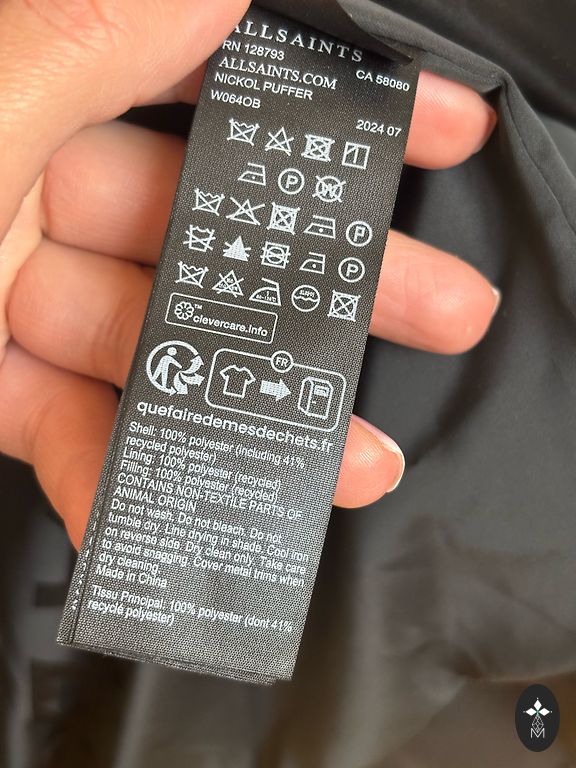 ALLSAINTS
RN 128793
CA 58080
ALLSAINTS.COM
NICKOL PUFFER
W064OB
2024 07
P
W
P
P
clevercare.info™
FR
quefairedemesdechets.fr
Shell: 100% polyester (including 41%
recycled polyester)
Lining: 100% polyester (recycled)
Filling: 100% polyester (recycled)
CONTAINS NON-TEXTILE PARTS OF
ANIMAL ORIGIN
Do not wash. Do not bleach. Do not
tumble dry. Line drying in shade. Cool iron
on reverse side. Dry clean only. Take care
to avoid snagging. Cover metal trims when
dry cleaning.
Made in China
Tissu Principal: 100% polyester (dont 41%
recyclé polyester)
M